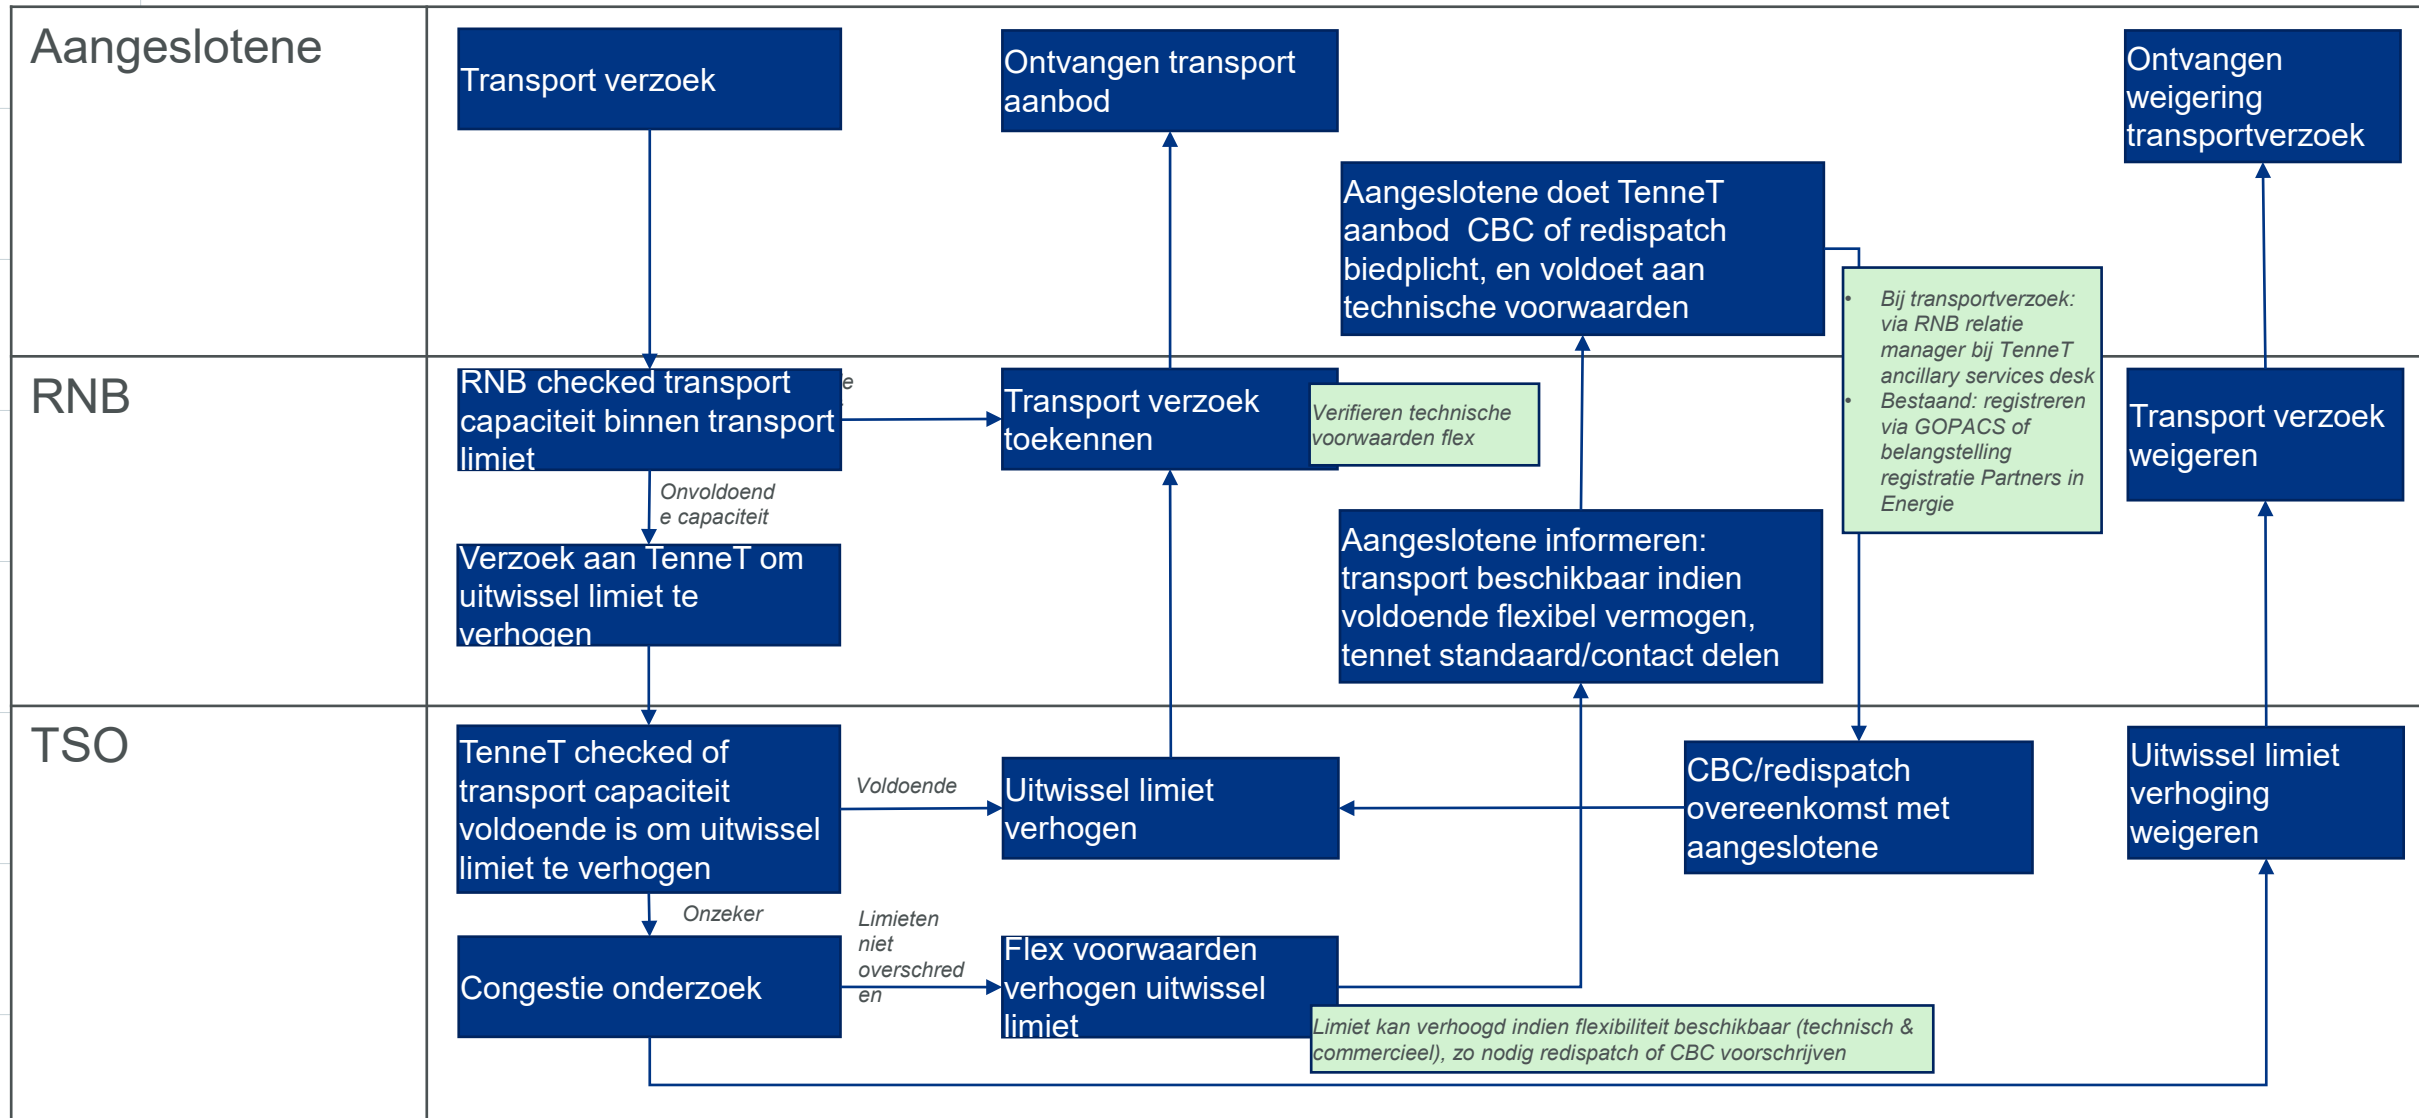 Aangeslotene
Transport verzoek
Ontvangen transport
aanbod
Ontvangen
weigering
transportverzoek
Aangeslotene doet TenneT
aanbod  CBC of redispatch
biedplicht, en voldoet aan
technische voorwaarden
• Bij transportverzoek:
via RNB relatie
manager bij TenneT
ancillary services desk
• Bestaand: registreren
via GOPACS of
belangstelling
registratie Partners in
Energie
RNB
RNB checked transport
capaciteit binnen transport
limiet
Transport verzoek
toekennen
Verifieren technische
voorwaarden flex
Transport verzoek
weigeren
Onvoldoend
e capaciteit
Verzoek aan TenneT om
uitwissel limiet te
verhogen
Aangeslotene informeren:
transport beschikbaar indien
voldoende flexibel vermogen,
tennet standaard/contact delen
TSO
TenneT checked of
transport capaciteit
voldoende is om uitwissel
limiet te verhogen
Voldoende
Uitwissel limiet
verhogen
CBC/redispatch
overeenkomst met
aangeslotene
Uitwissel limiet
verhoging
weigeren
Onzeker
Congestie onderzoek
Limieten
niet
overschred
en
Flex voorwaarden
verhogen uitwissel
limiet
Limiet kan verhoogd indien flexibiliteit beschikbaar (technisch &
commercieel), zo nodig redispatch of CBC voorschrijven